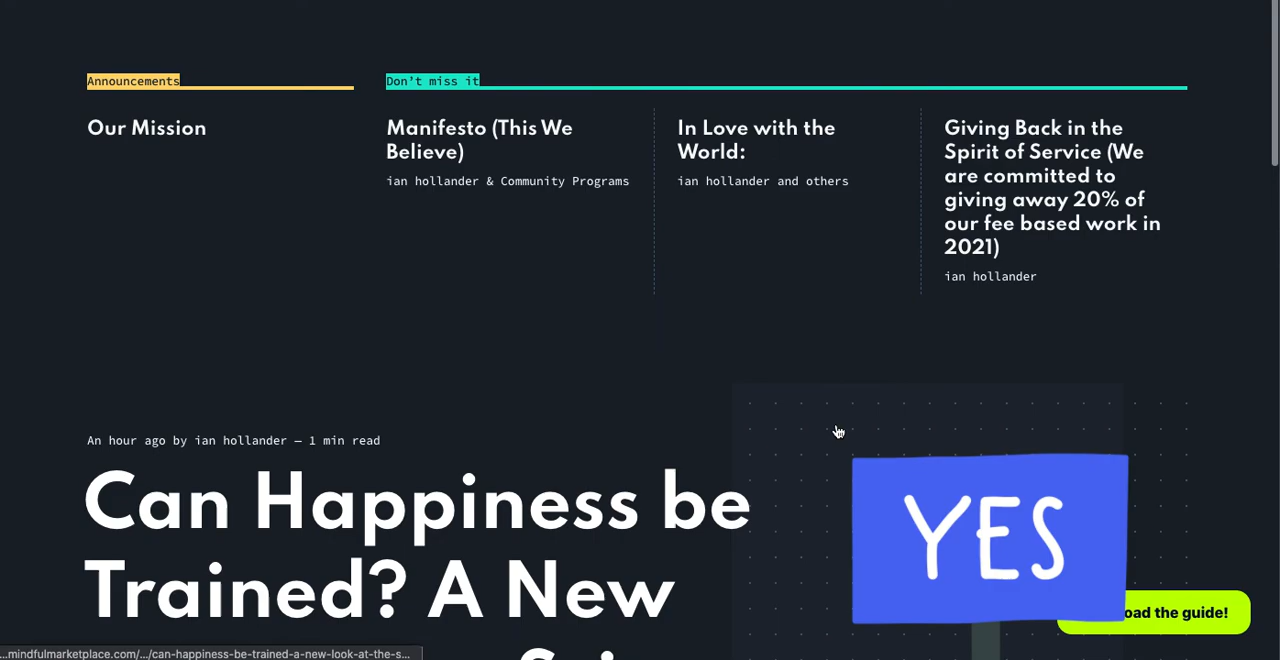 Announcements
Don't miss it
Our Mission
Manifesto (This We
Believe)
ian hollander & Community Programs
In Love with the
World:
ian hollander and others
Giving Back in the
Spirit of Service (We
are committed to
giving away 20% of
our fee based work in
2021)
ian hollander
An hour ago by ian hollander — 1 min read
Can Happiness be
Trained? A New
YES
oad the guide!
...mindfulmarketplace.com/.../can-happiness-be-trained-a-new-look-at-the-s...